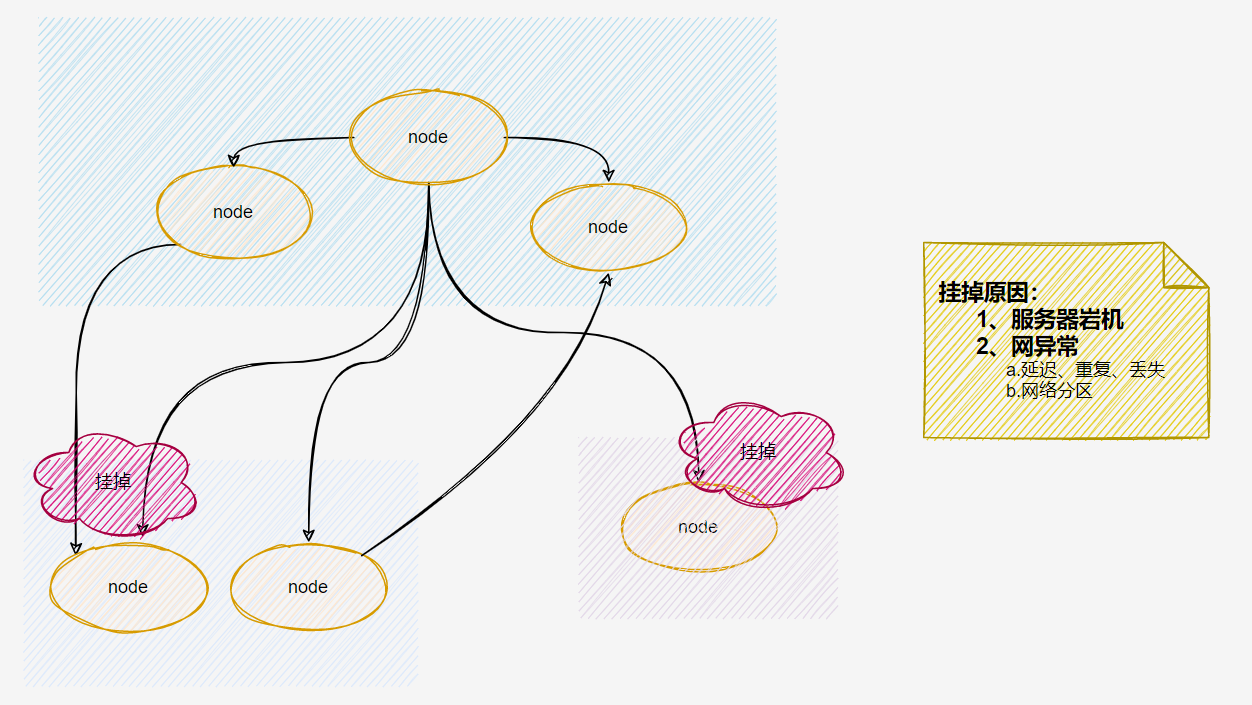 node
node
node
挂掉原因：
1、服务器岩机
2、网异常
a.延迟、重复、丢失
b.网络分区
挂掉
挂掉
node
node
node